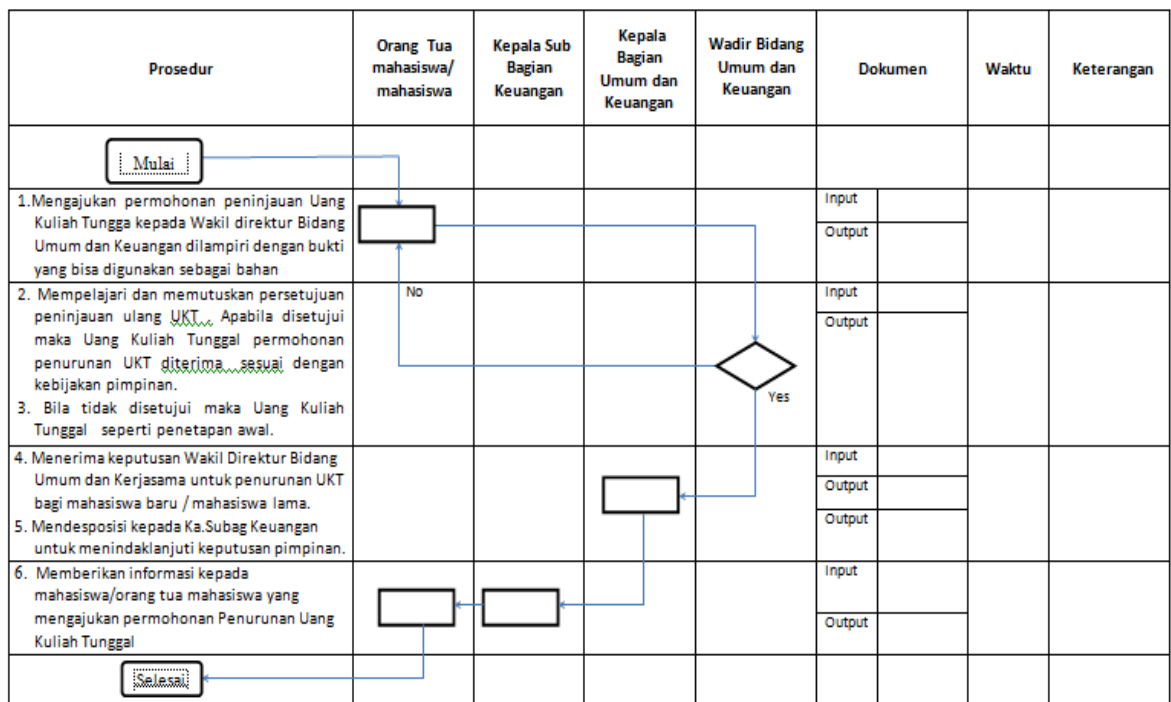 Prosedur
Orang Tua
mahasiswa/
mahasiswa
Kepala Sub
Bagian
Keuangan
Kepala
Bagian
Umum dan
Keuangan
Wadir Bidang
Umum dan
Keuangan
Dokumen
Waktu
Keterangan
Mulai
1.Mengajukan permohonan peninjauan Uang
Kuliah Tungga kepada Wakil direktur Bidang
Umum dan Keuangan dilampiri dengan bukti
yang bisa digunakan sebagai bahan
Input
Output
2. Mempelajari dan memutuskan persetujuan
peninjauan ulang UKT . Apabila disetujui
maka Uang Kuliah Tunggal permohonan
penurunan UKT diterima sesuai dengan
kebijakan pimpinan.
3. Bila tidak disetujui maka Uang Kuliah
Tunggal seperti penetapan awal.
No
Yes
Input
Output
4. Menerima keputusan Wakil Direktur Bidang
Umum dan Kerjasama untuk penurunan UKT
bagi mahasiswa baru / mahasiswa lama.
5. Mendesposisi kepada Ka.Subag Keuangan
untuk menindaklanjuti keputusan pimpinan.
Input
Output
Output
6. Memberikan informasi kepada
mahasiswa/orang tua mahasiswa yang
mengajukan permohonan Penurunan Uang
Kuliah Tunggal
Input
Output
Selesai